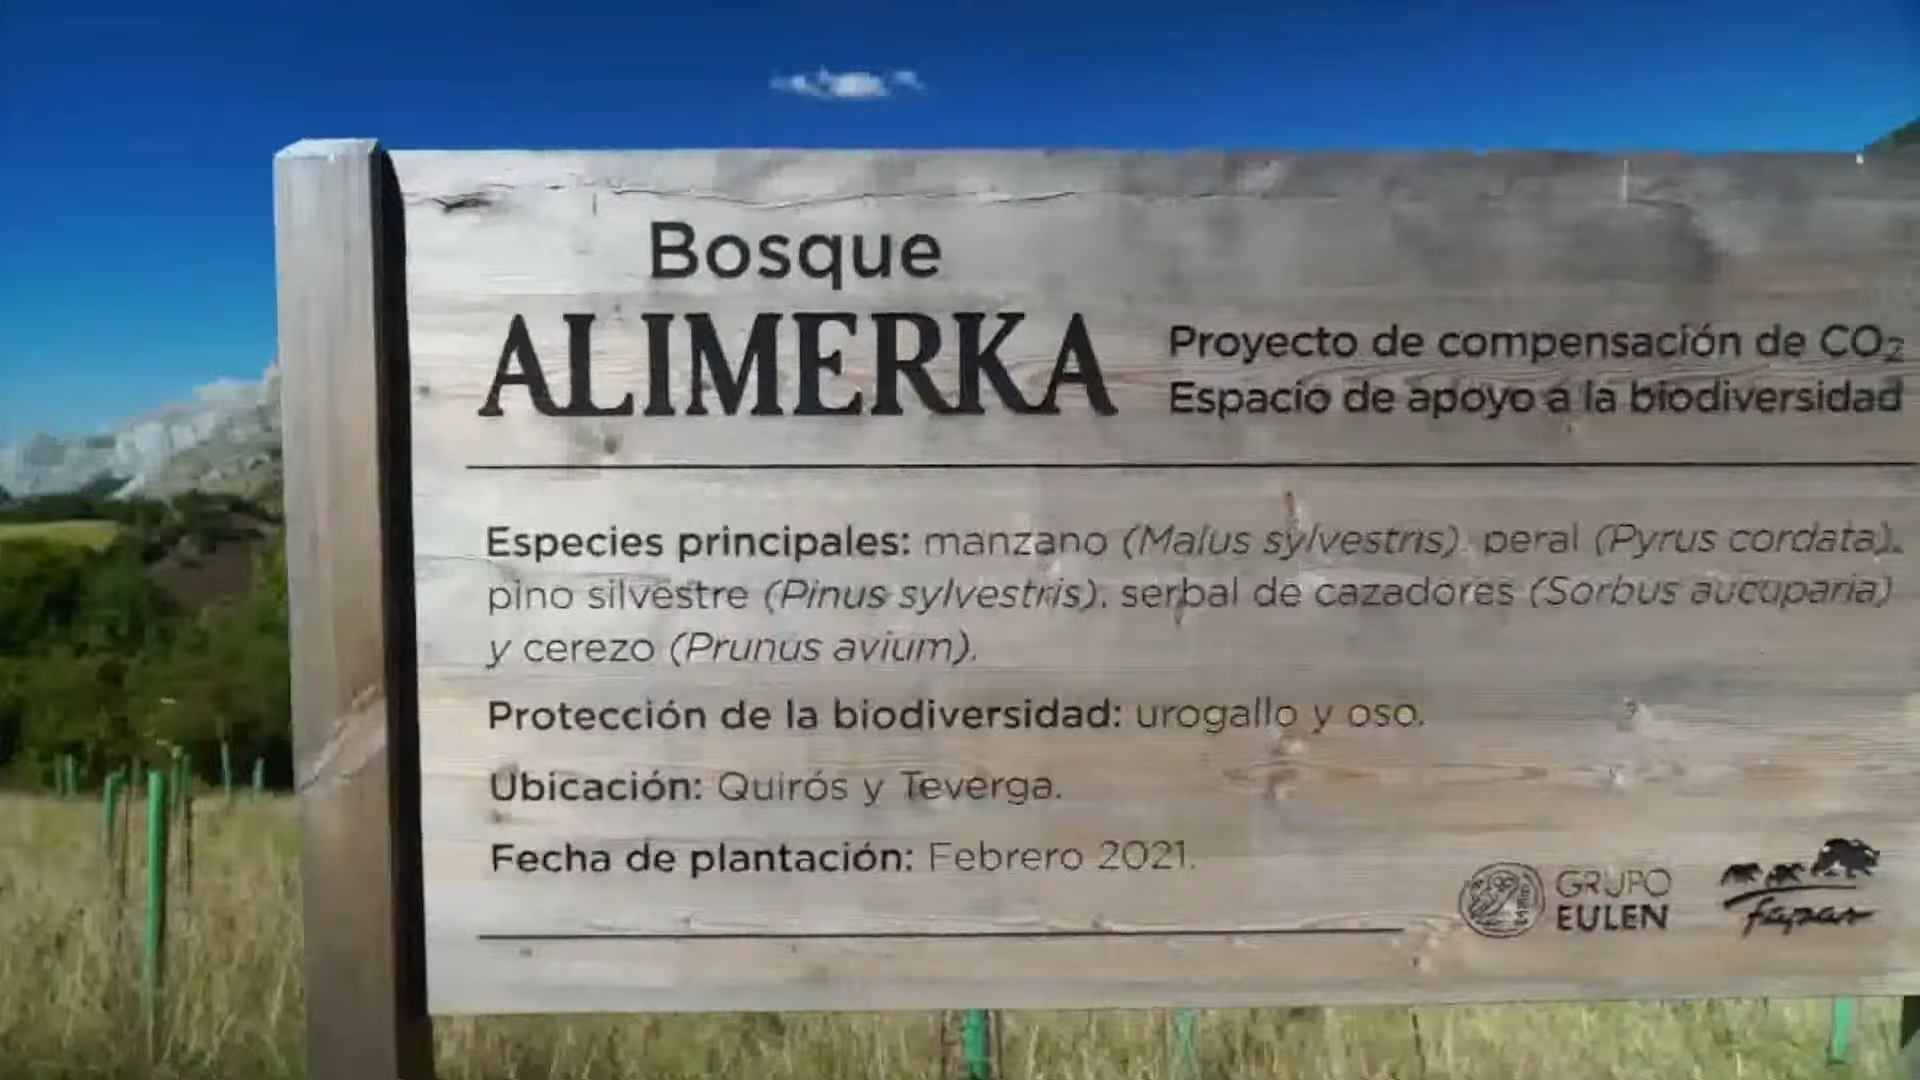 Bosque
ALIMERKA
Proyecto de compensación de CO₂
Espacio de apoyo a la biodiversidad
Especies principales: manzano (Malus sylvestris), peral (Pyrus cordata),
pino silvestre (Pinus sylvestris), serbal de cazadores (Sorbus aucuparia)
y cerezo (Prunus avium).
Protección de la biodiversidad: urogallo y oso.
Ubicación: Quirós y Teverga.
Fecha de plantación: Febrero 2021.
GRUPO
EULEN
fapas